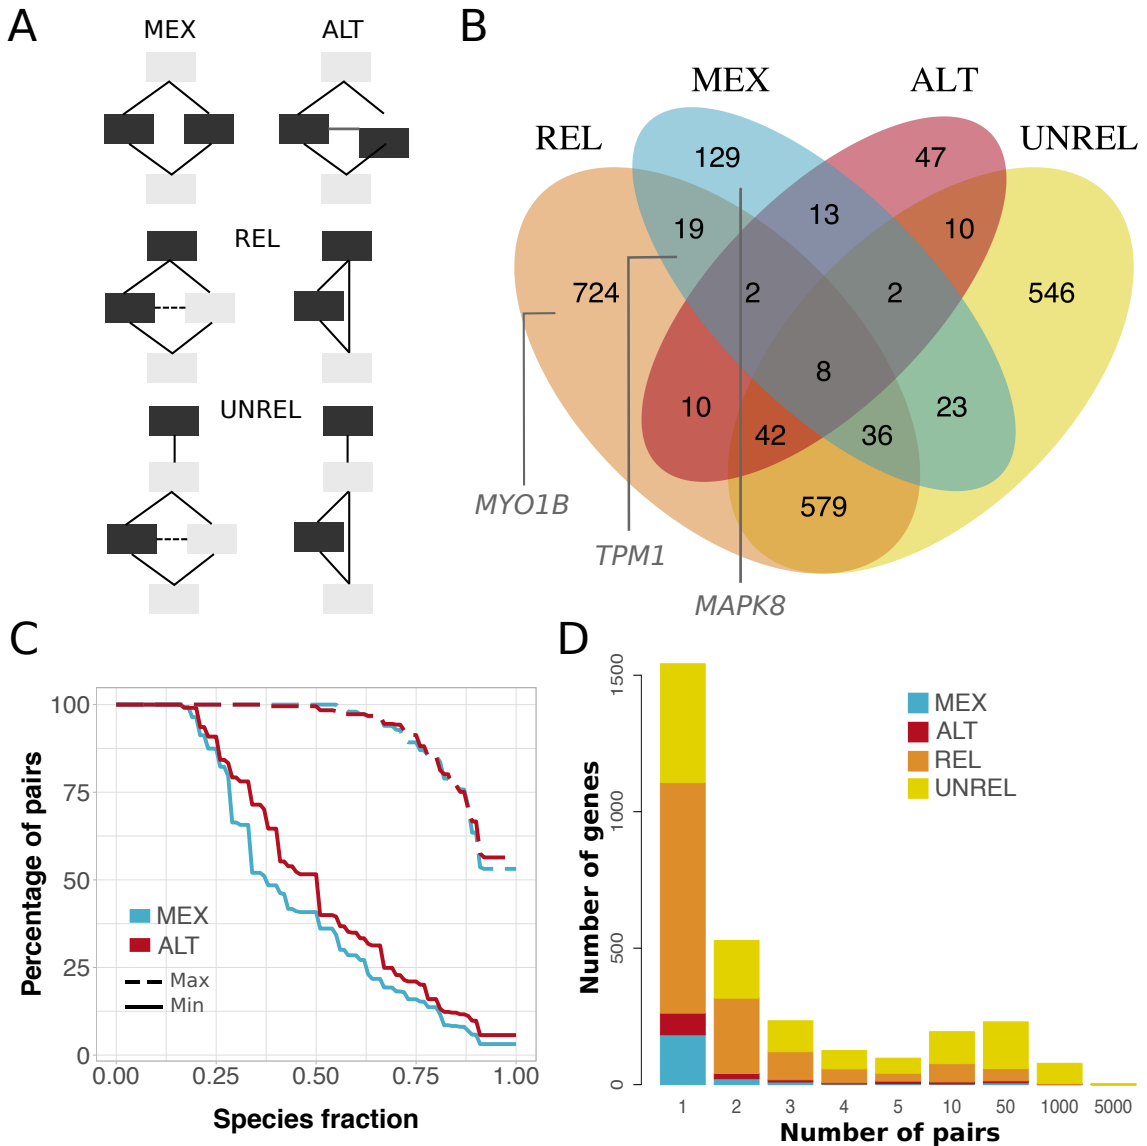 A
MEX
ALT
REL
UNREL
B
MEX
ALT
REL
UNREL
129
47
19
13
10
724
2
2
546
8
10
42
36
23
579
MYO1B
TPM1
MAPK8
C
Percentage of pairs
100
75
50
25
0
MEX
ALT
Max
Min
0.00
0.25
0.50
0.75
1.00
Species fraction
D
Number of genes
1500
1000
500
0
MEX
ALT
REL
UNREL
1
2
3
4
5
10
50
1000
5000
Number of pairs